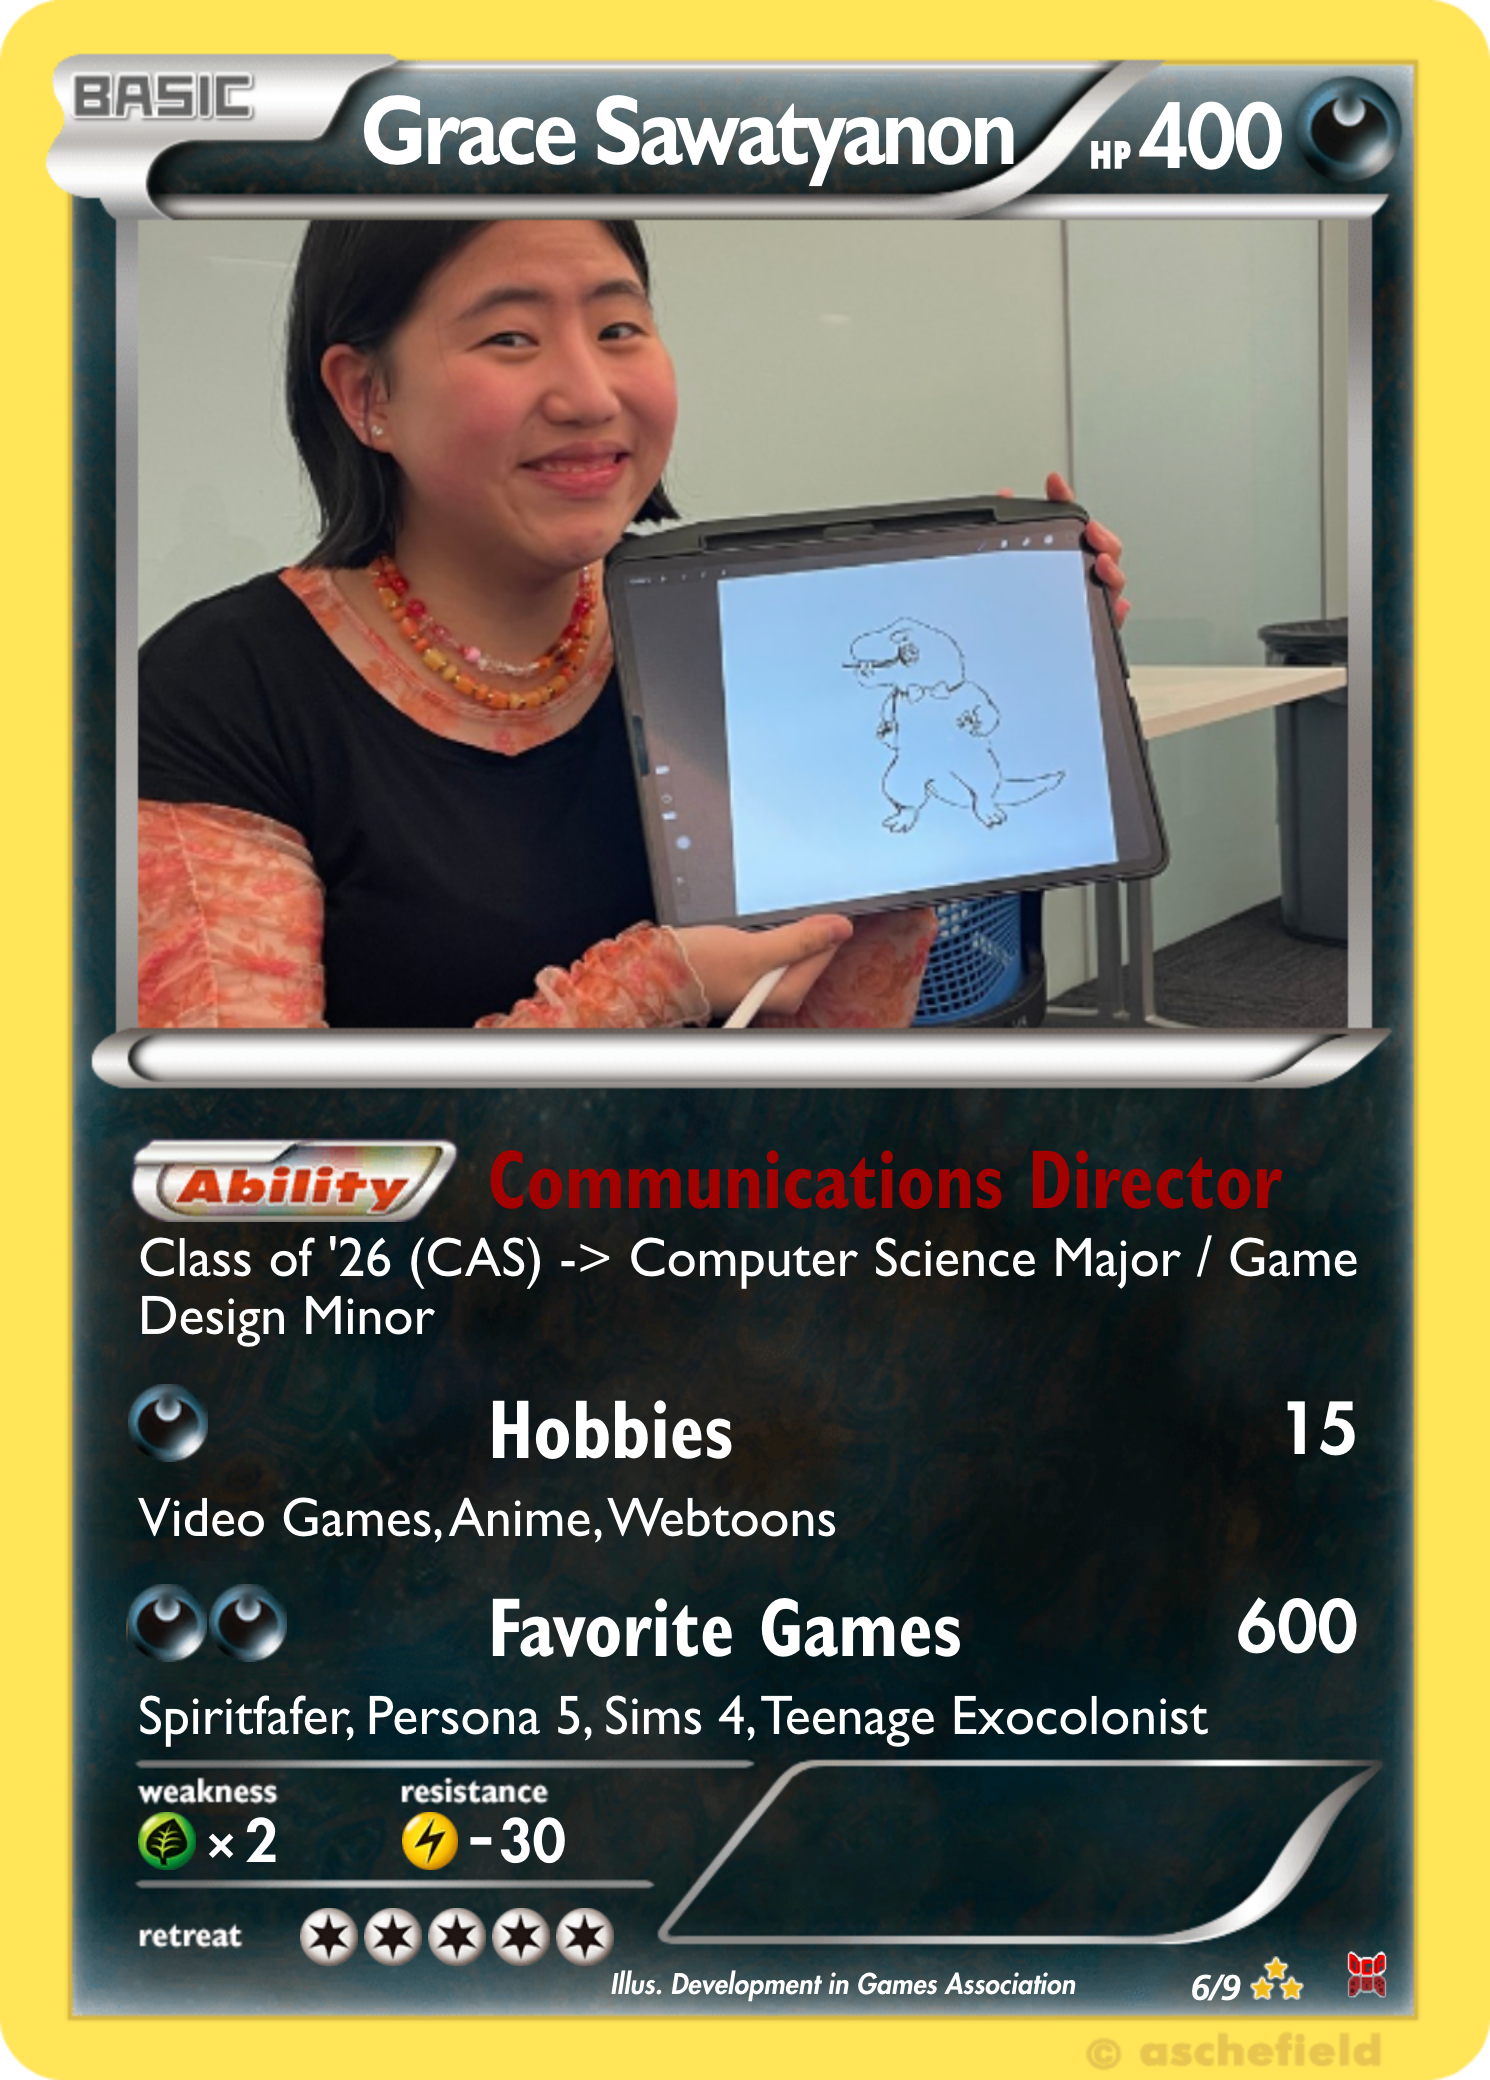 BASIC
Grace Sawatyanon
HP 400
Ability
Communications Director
Class of '26 (CAS) -> Computer Science Major / Game
Design Minor
Hobbies 15
Video Games, Anime, Webtoons
Favorite Games 600
Spiritfafer, Persona 5, Sims 4, Teenage Exocolonist
weakness resistance
×2 -30
retreat
Illus. Development in Games Association
6/9
© aschefield